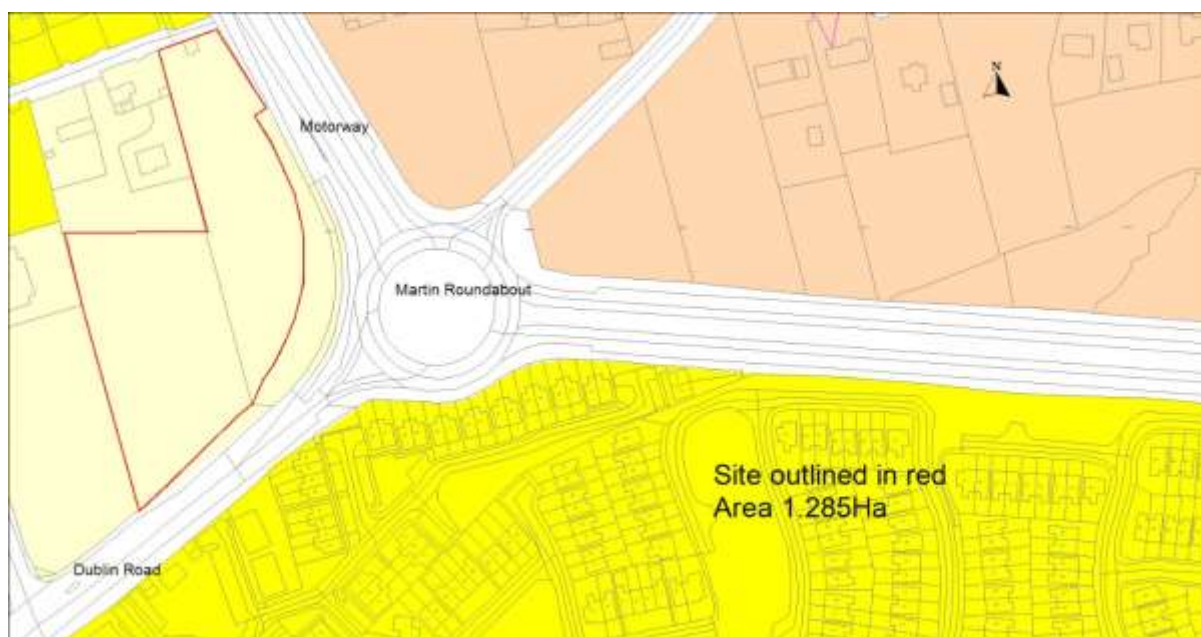 N
Motorway
Martin Roundabout
Site outlined in red
Area 1.285Ha
Dublin Road